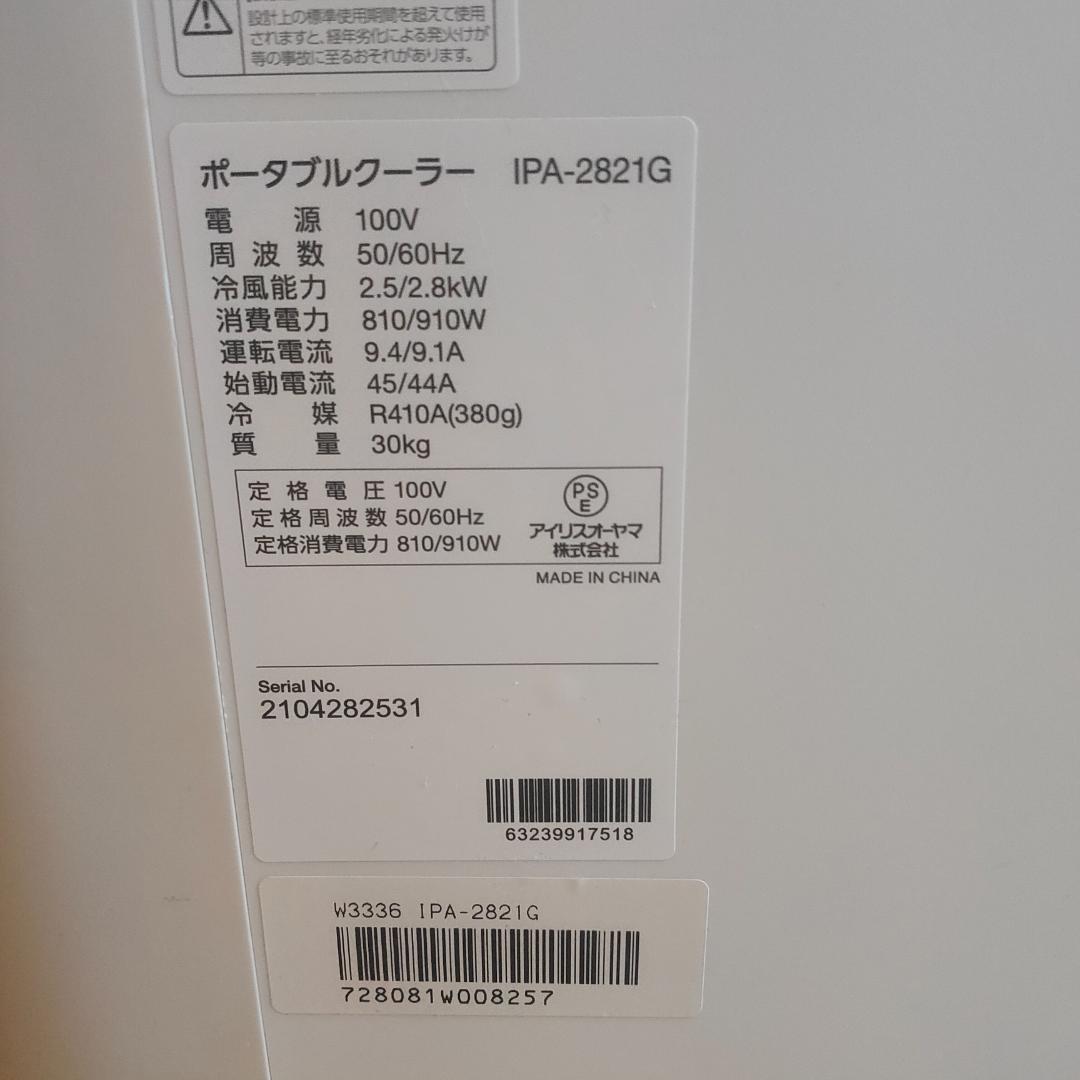 設計上の標準使用期間を超えて使用
されますと、経年劣化による発火けが
等の事故に至るおそれがあります。
ポータブルクーラー IPA-2821G
電源 100V
周波数 50/60Hz
冷風能力 2.5/2.8kW
消費電力 810/910W
運転電流 9.4/9.1A
始動電流 45/44A
冷媒 R410A(380g)
質量 30kg
定格電圧 100V
定格周波数 50/60Hz
定格消費電力 810/910W
PSE
アイリスオーヤマ
株式会社
MADE IN CHINA
Serial No.
2104282531
63239917518
W3336 IPA-2821G
728081W008257